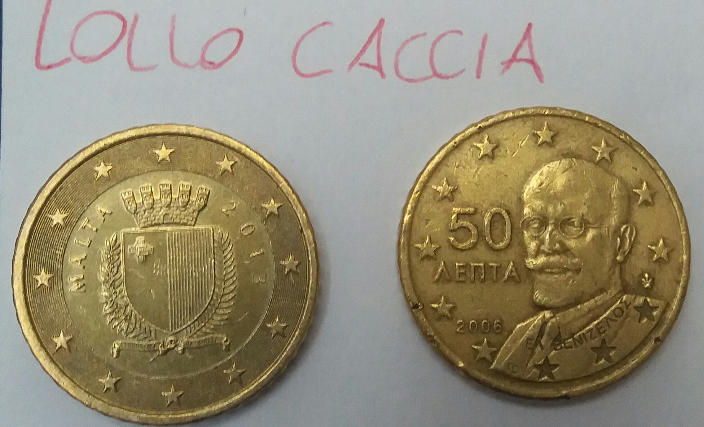 LOLLO CACCIA
MALTA 2013
50
ΛΕΠΤΑ
2006
ΕΛ. ΒΕΝΙΖΕΛΟΣ